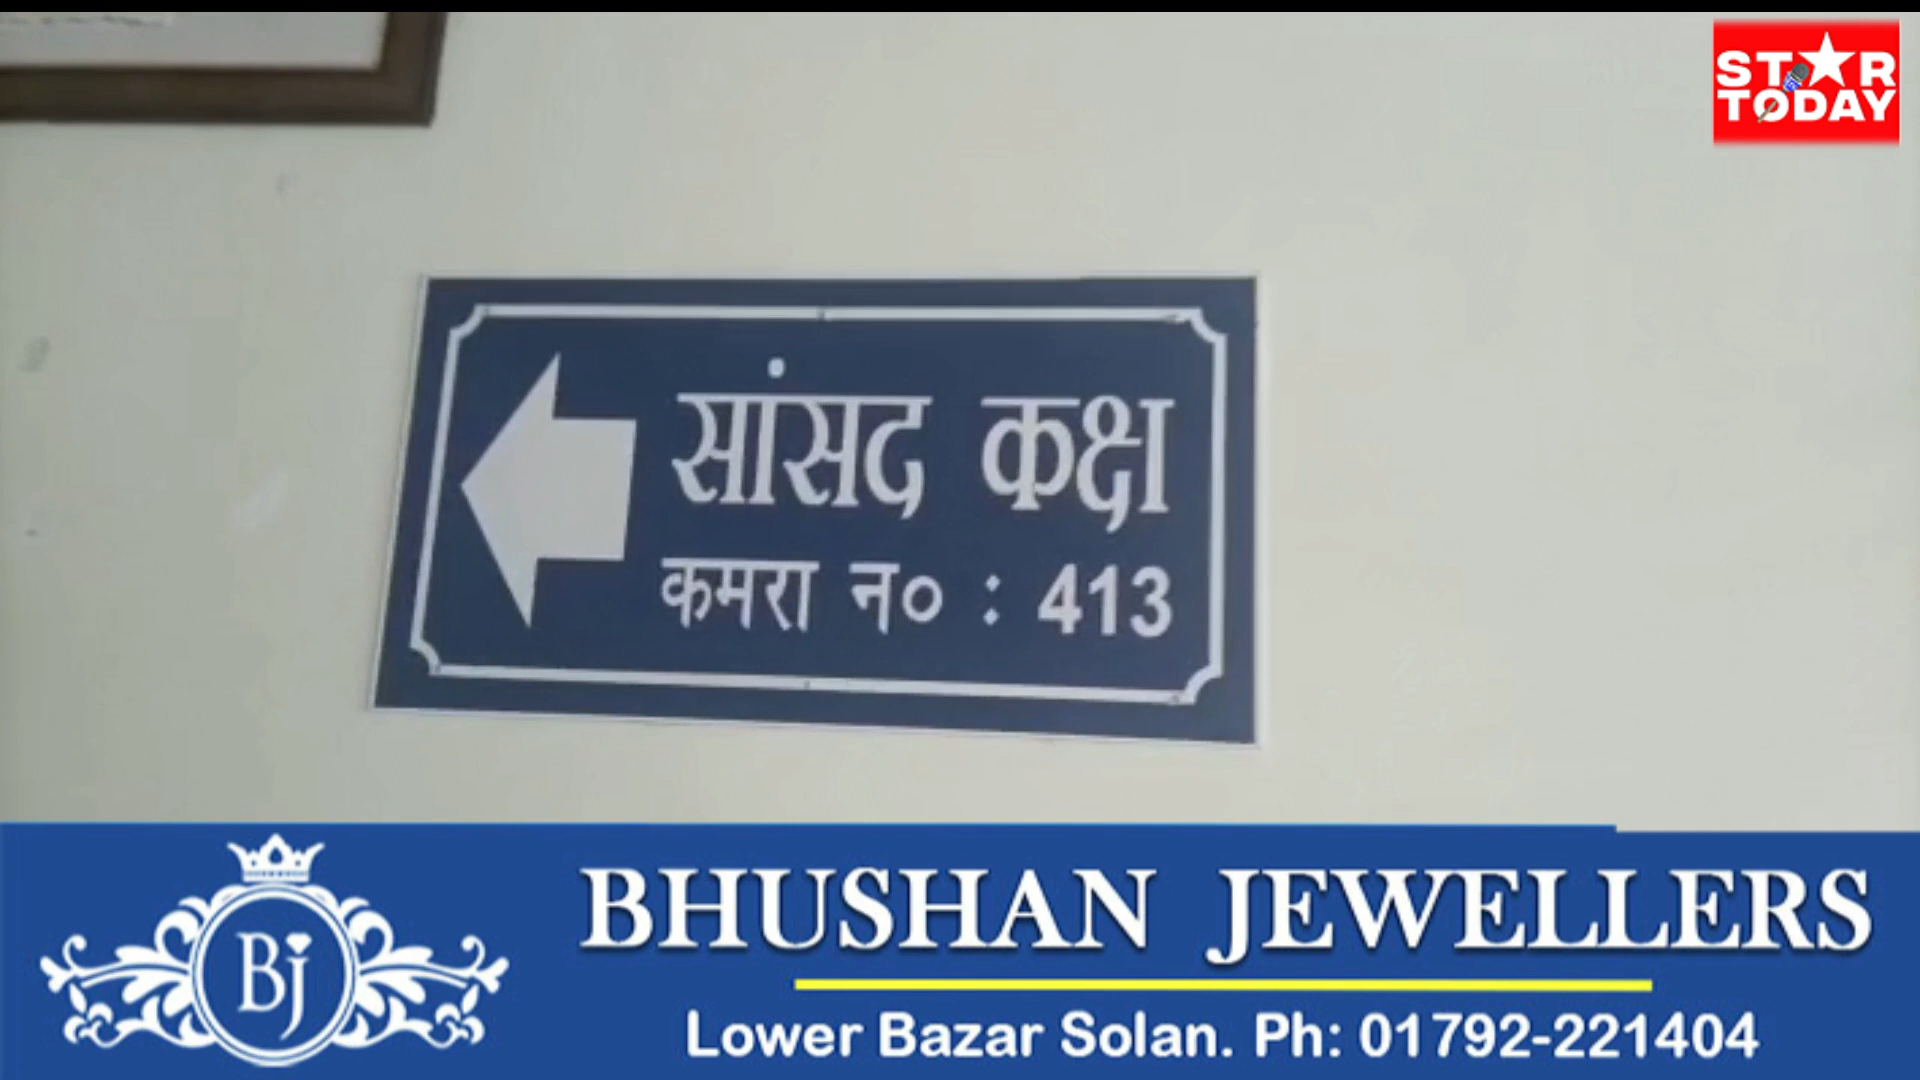 STAR
TODAY
सांसद कक्ष
कमरा न० : 413
BHUSHAN JEWELLERS
Bj
Lower Bazar Solan. Ph: 01792-221404